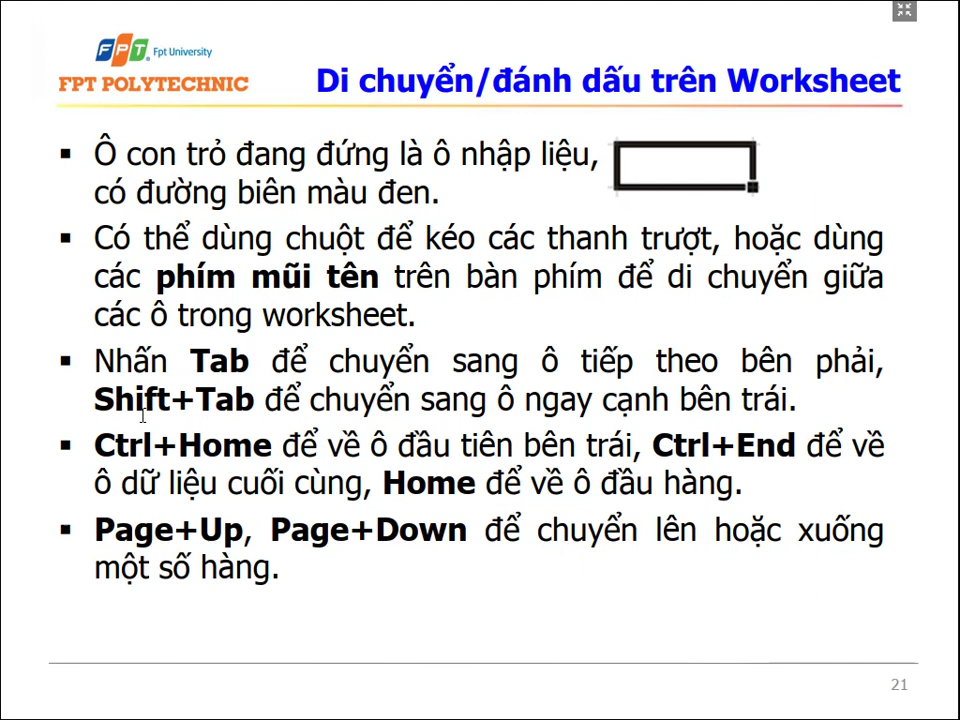 FPT. Fpt University
FPT POLYTECHNIC
Di chuyển/đánh dấu trên Worksheet
▪ Ô con trỏ đang đứng là ô nhập liệu,
có đường biên màu đen.
▪ Có thể dùng chuột để kéo các thanh trượt, hoặc dùng
các phím mũi tên trên bàn phím để di chuyển giữa
các ô trong worksheet.
▪ Nhấn Tab để chuyển sang ô tiếp theo bên phải,
Shift+Tab để chuyển sang ô ngay cạnh bên trái.
▪ Ctrl+Home để về ô đầu tiên bên trái, Ctrl+End để về
ô dữ liệu cuối cùng, Home để về ô đầu hàng.
▪ Page+Up, Page+Down để chuyển lên hoặc xuống
một số hàng.
21